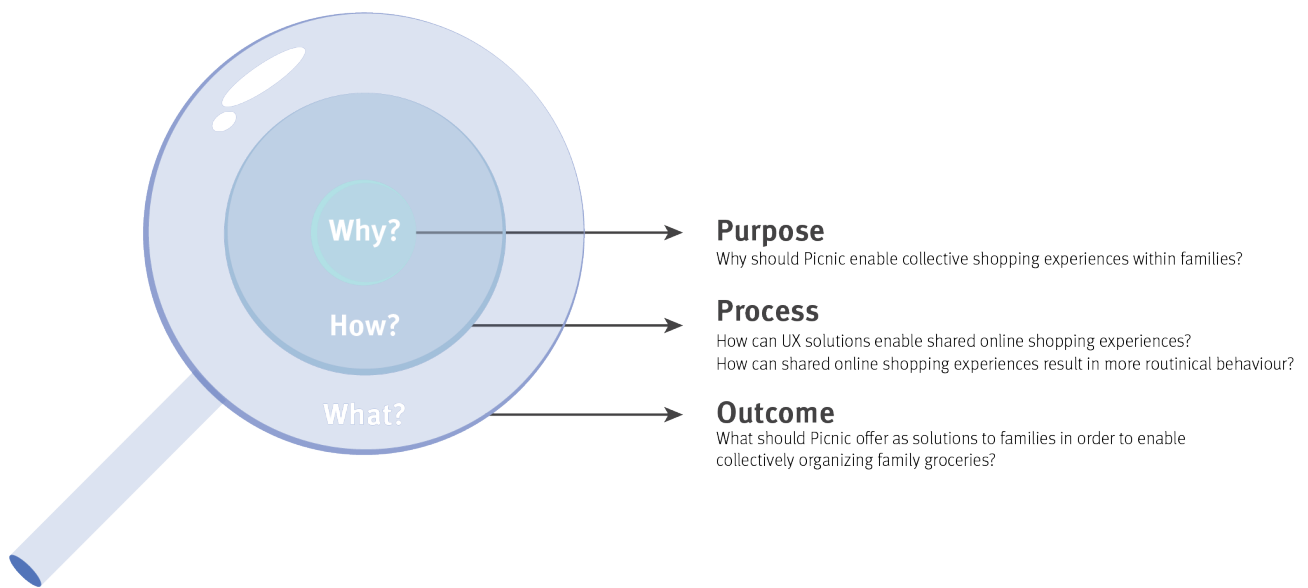 Why?
Purpose
Why should Picnic enable collective shopping experiences within families?
How?
Process
How can UX solutions enable shared online shopping experiences?
How can shared online shopping experiences result in more routinical behaviour?
What?
Outcome
What should Picnic offer as solutions to families in order to enable
collectively organizing family groceries?